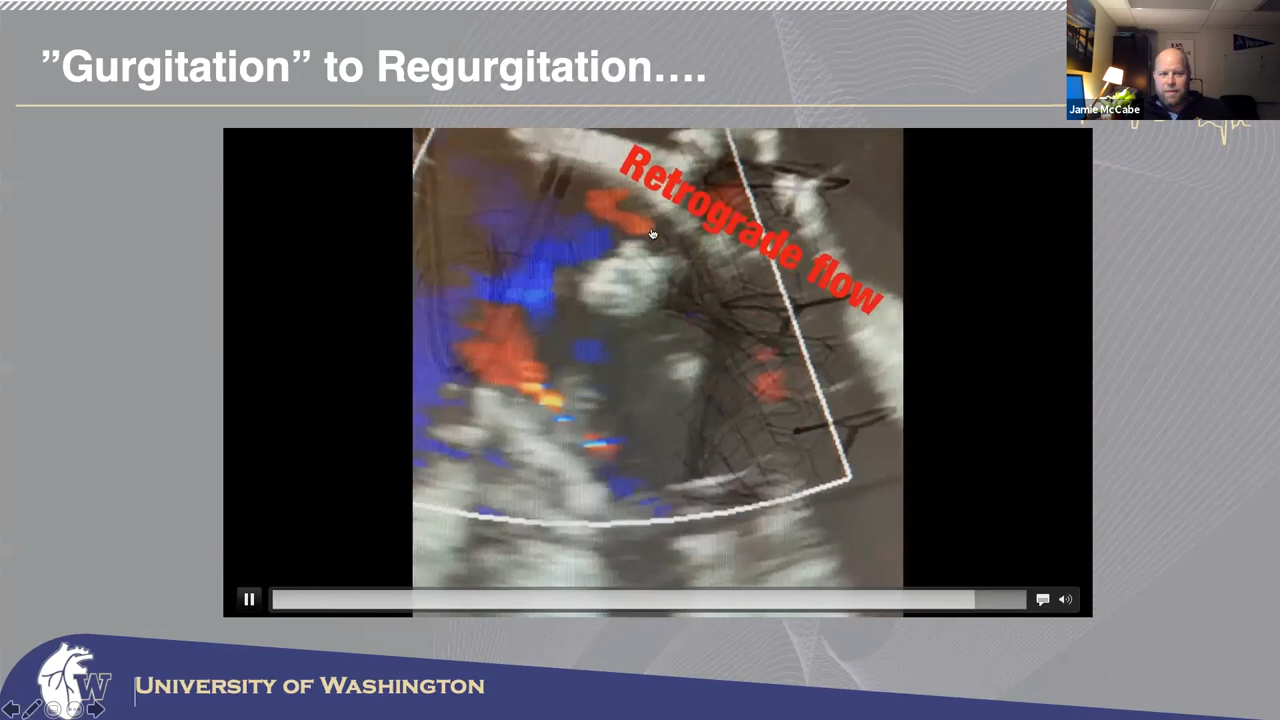 ”Gurgitation” to Regurgitation….
Jamie McCabe
Retrograde flow
W
UNIVERSITY OF WASHINGTON